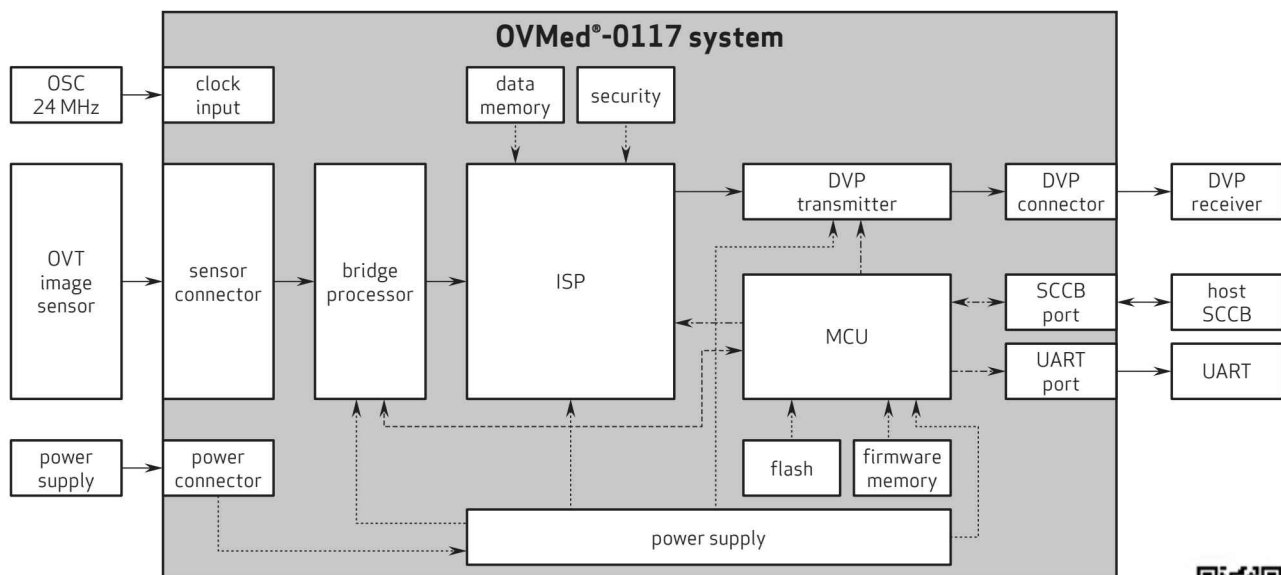 OVMed®-0117 system
OSC
24 MHz
clock
input
data
memory
security
OVT
image
sensor
sensor
connector
bridge
processor
ISP
DVP
transmitter
DVP
connector
DVP
receiver
MCU
SCCB
port
host
SCCB
UART
port
UART
power
supply
power
connector
flash
firmware
memory
power supply